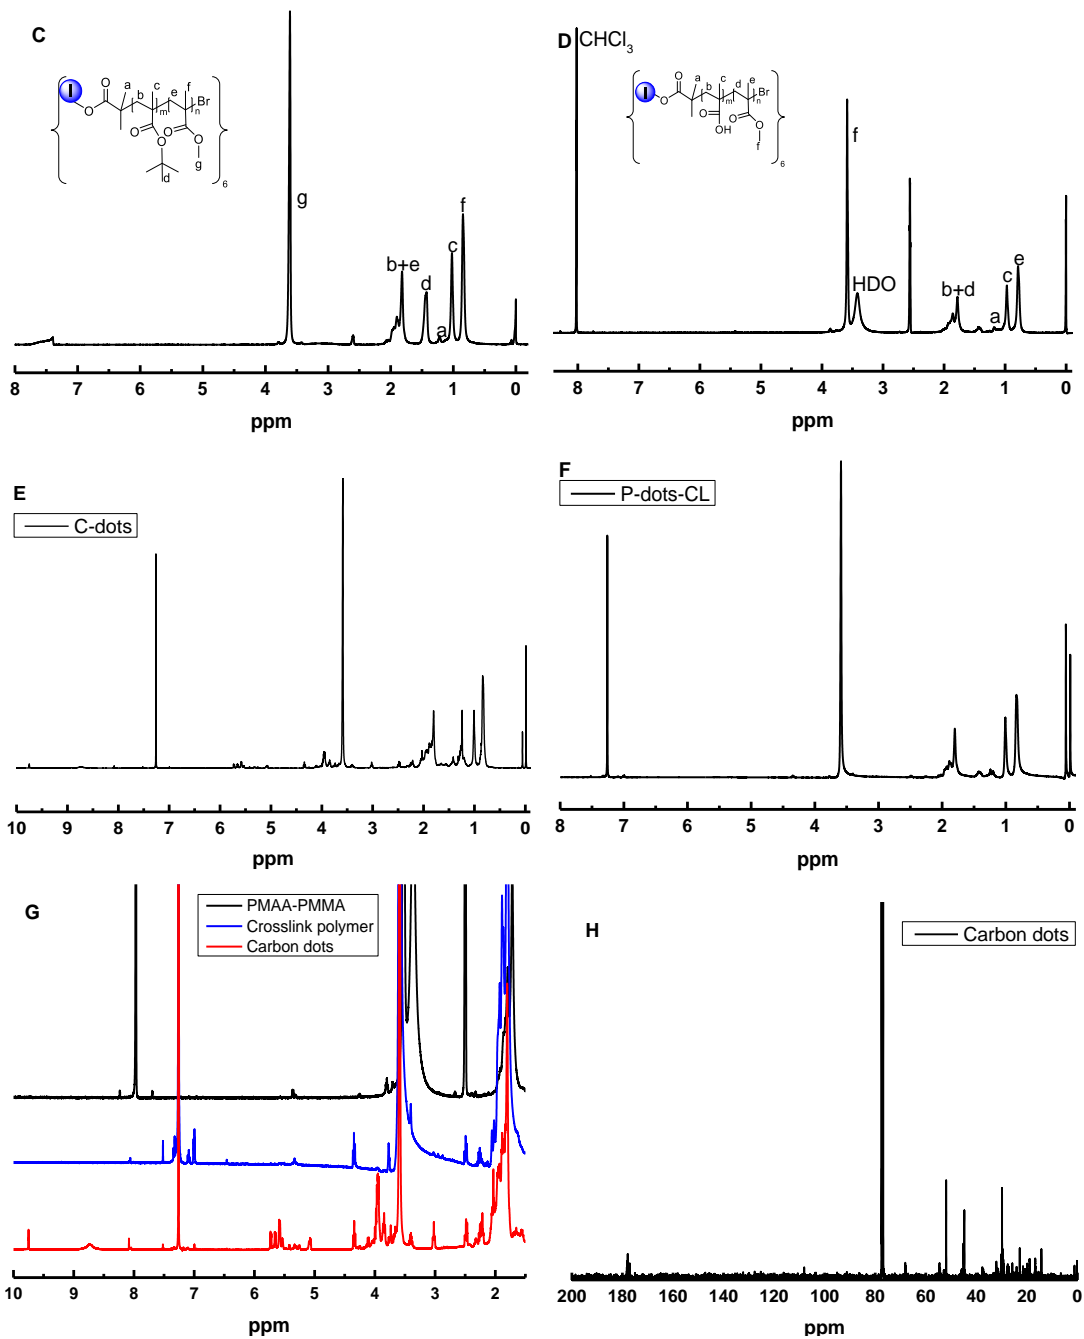 C
a
c
f
b
e
I
O
O
m
n
Br
O
O
O
O
g
d
6
g
b+e
d
a
c
f
8 7 6 5 4 3 2 1 0
ppm
D
CHCl3
a
c
e
b
d
I
O
O
m
n
Br
O
OH
O
O
f
6
f
HDO
b+d
a
c
e
8 7 6 5 4 3 2 1 0
ppm
E
C-dots
10 9 8 7 6 5 4 3 2 1 0
ppm
F
P-dots-CL
8 7 6 5 4 3 2 1 0
ppm
G
PMAA-PMMA
Crosslink polymer
Carbon dots
10 9 8 7 6 5 4 3 2
ppm
H
Carbon dots
200 180 160 140 120 100 80 60 40 20 0
ppm